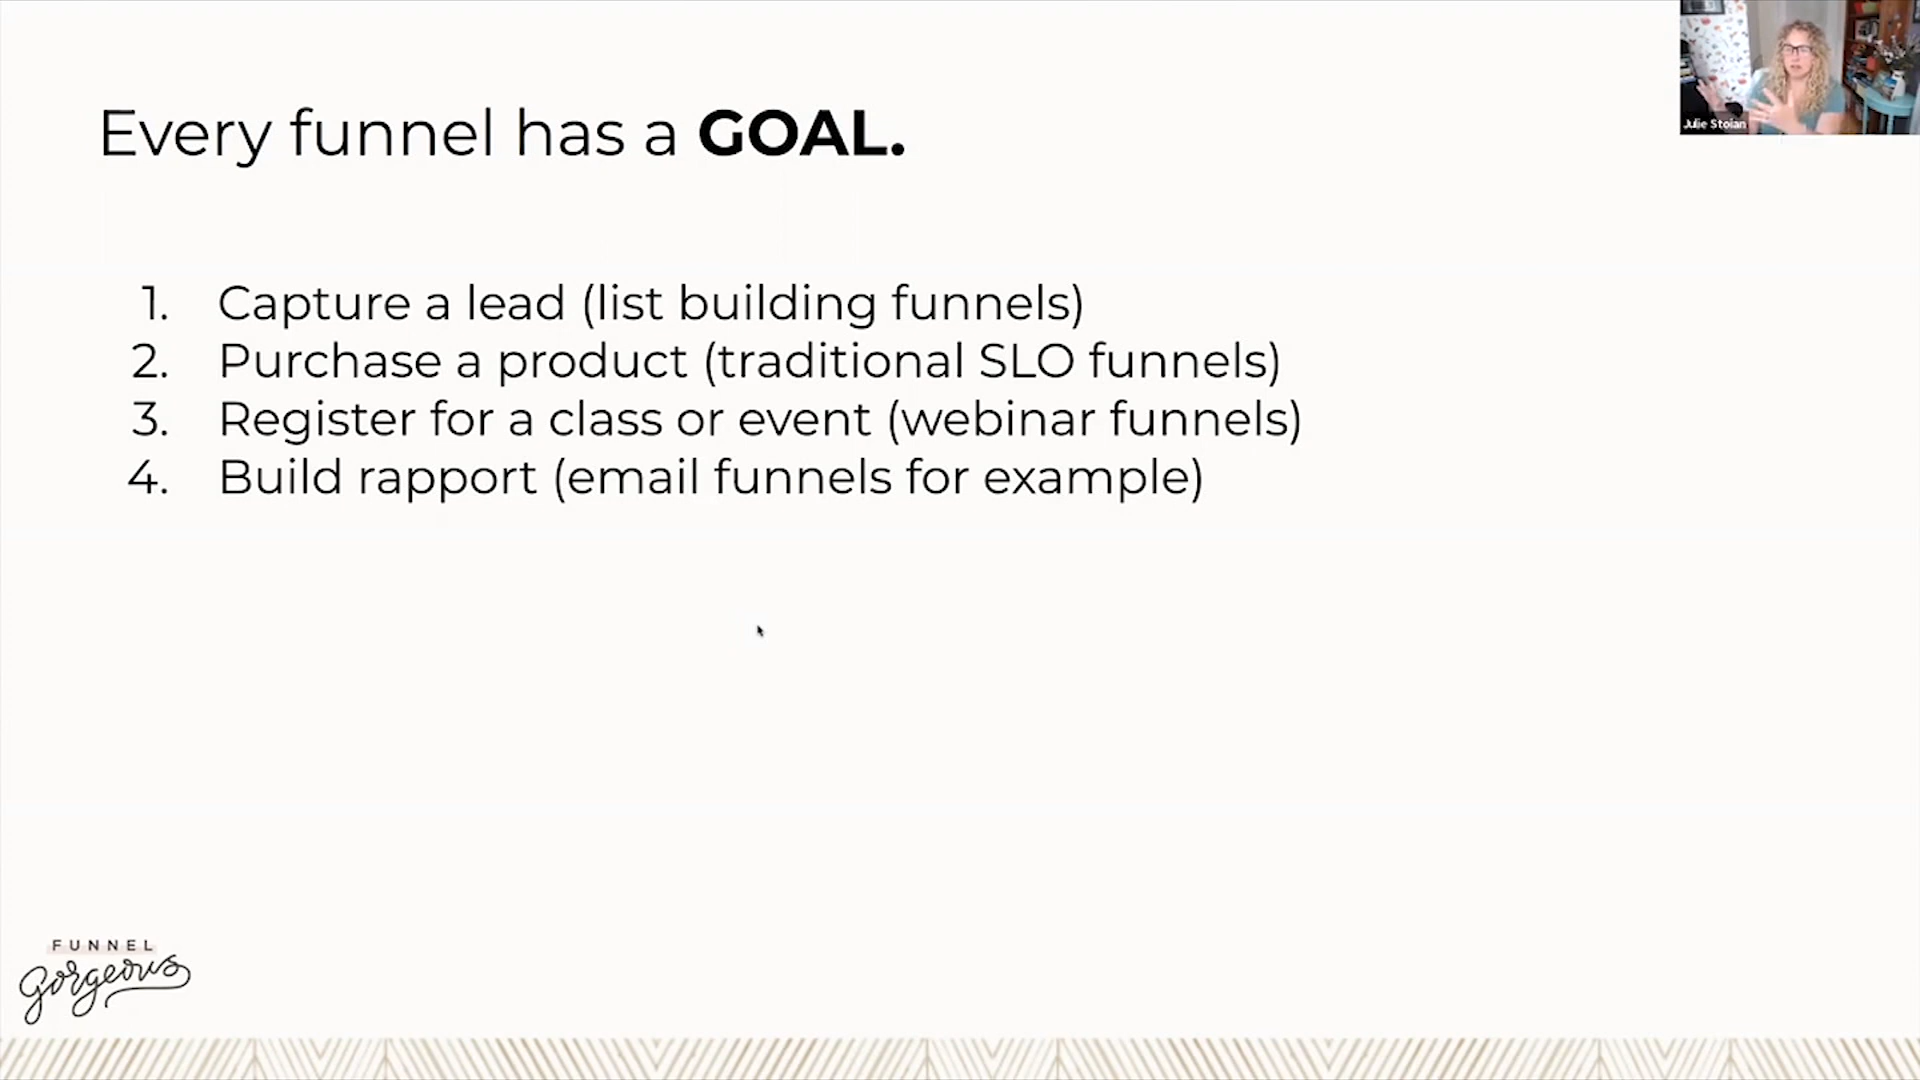 Every funnel has a GOAL.
1. Capture a lead (list building funnels)
2. Purchase a product (traditional SLO funnels)
3. Register for a class or event (webinar funnels)
4. Build rapport (email funnels for example)
Julie Stoian
FUNNEL
gorgeous